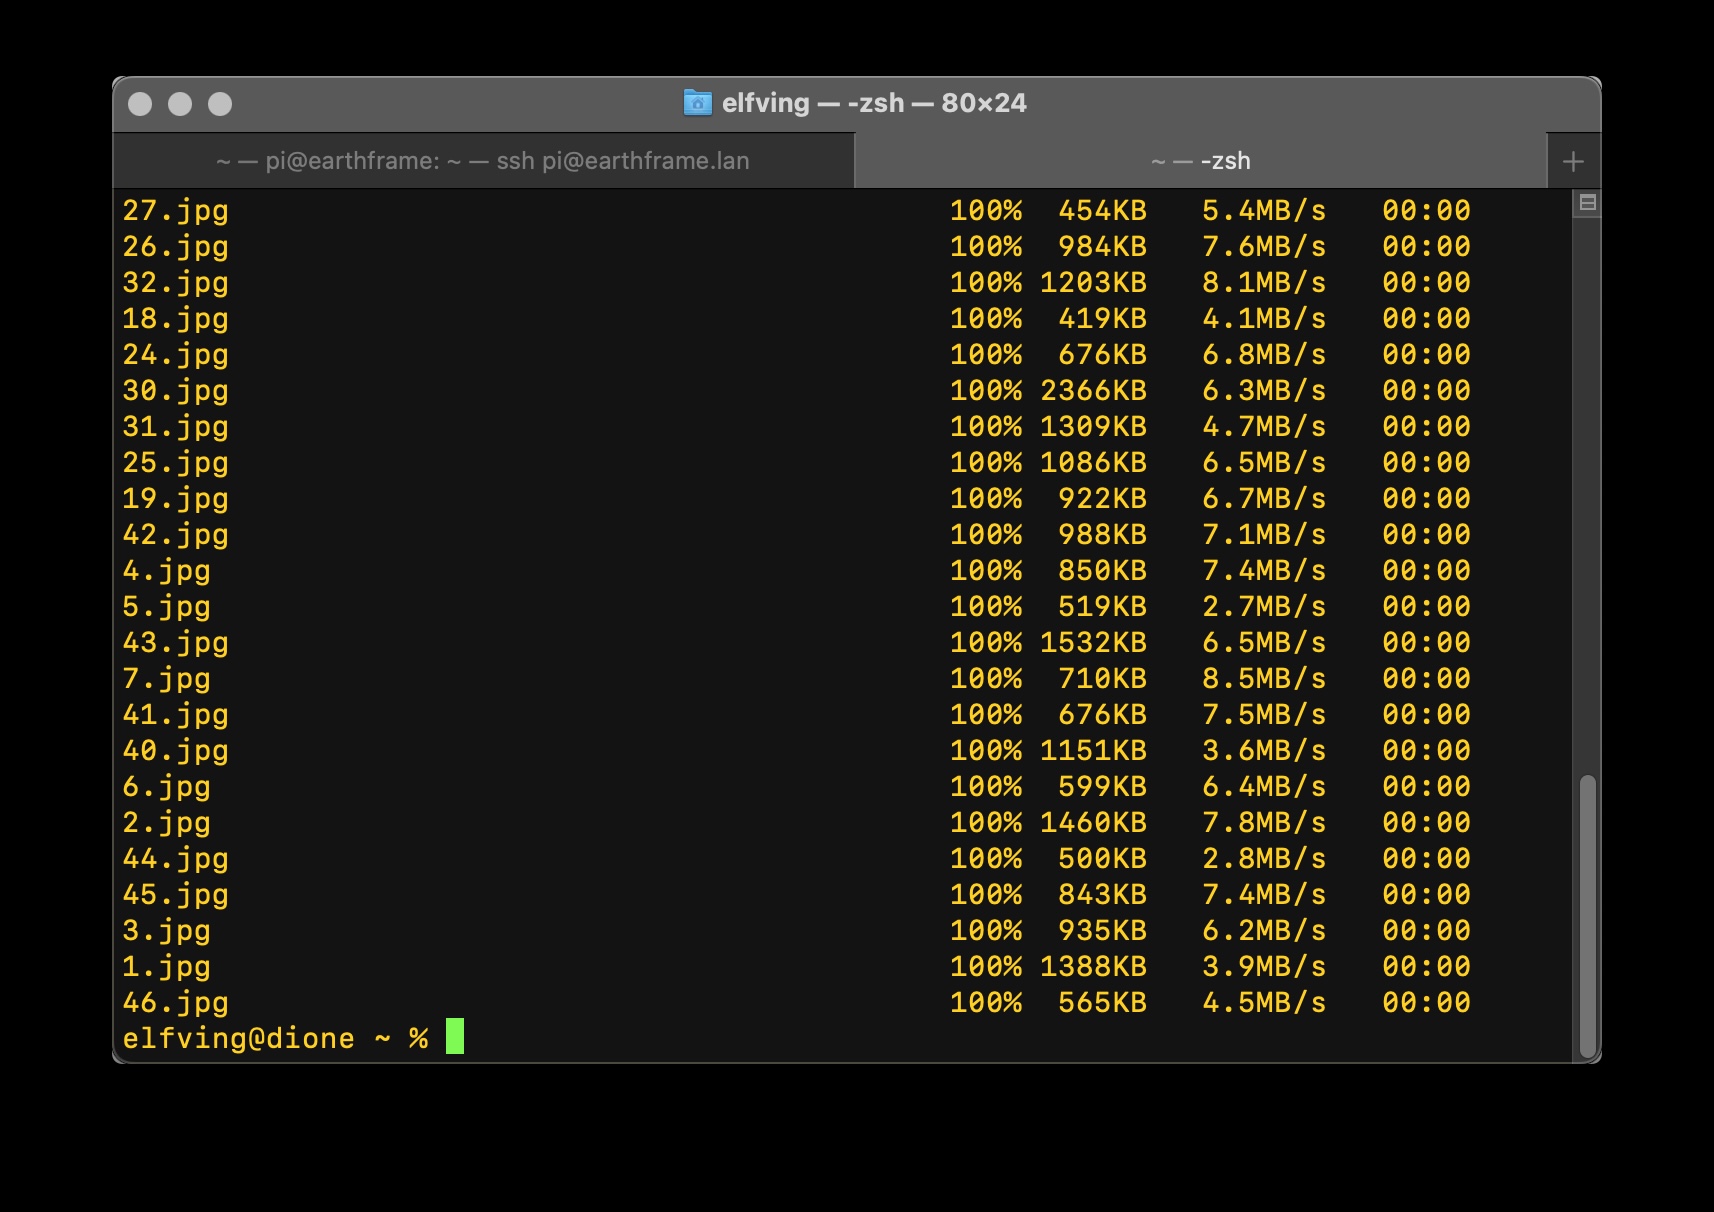 elfving — -zsh — 80×24
~ — pi@earthframe: ~ — ssh pi@earthframe.lan ~ — -zsh +
27.jpg 100% 454KB 5.4MB/s 00:00
26.jpg 100% 984KB 7.6MB/s 00:00
32.jpg 100% 1203KB 8.1MB/s 00:00
18.jpg 100% 419KB 4.1MB/s 00:00
24.jpg 100% 676KB 6.8MB/s 00:00
30.jpg 100% 2366KB 6.3MB/s 00:00
31.jpg 100% 1309KB 4.7MB/s 00:00
25.jpg 100% 1086KB 6.5MB/s 00:00
19.jpg 100% 922KB 6.7MB/s 00:00
42.jpg 100% 988KB 7.1MB/s 00:00
4.jpg 100% 850KB 7.4MB/s 00:00
5.jpg 100% 519KB 2.7MB/s 00:00
43.jpg 100% 1532KB 6.5MB/s 00:00
7.jpg 100% 710KB 8.5MB/s 00:00
41.jpg 100% 676KB 7.5MB/s 00:00
40.jpg 100% 1151KB 3.6MB/s 00:00
6.jpg 100% 599KB 6.4MB/s 00:00
2.jpg 100% 1460KB 7.8MB/s 00:00
44.jpg 100% 500KB 2.8MB/s 00:00
45.jpg 100% 843KB 7.4MB/s 00:00
3.jpg 100% 935KB 6.2MB/s 00:00
1.jpg 100% 1388KB 3.9MB/s 00:00
46.jpg 100% 565KB 4.5MB/s 00:00
elfving@dione ~ %